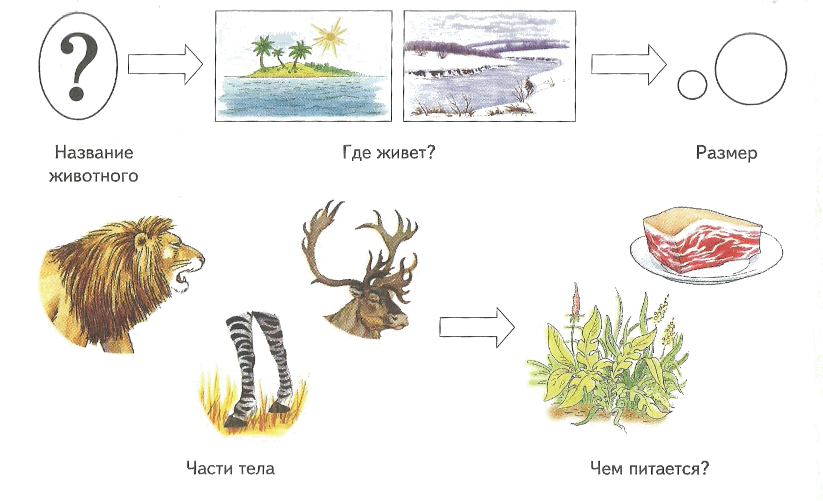 ?
Название
животного
Где живет?
Размер
Части тела
Чем питается?